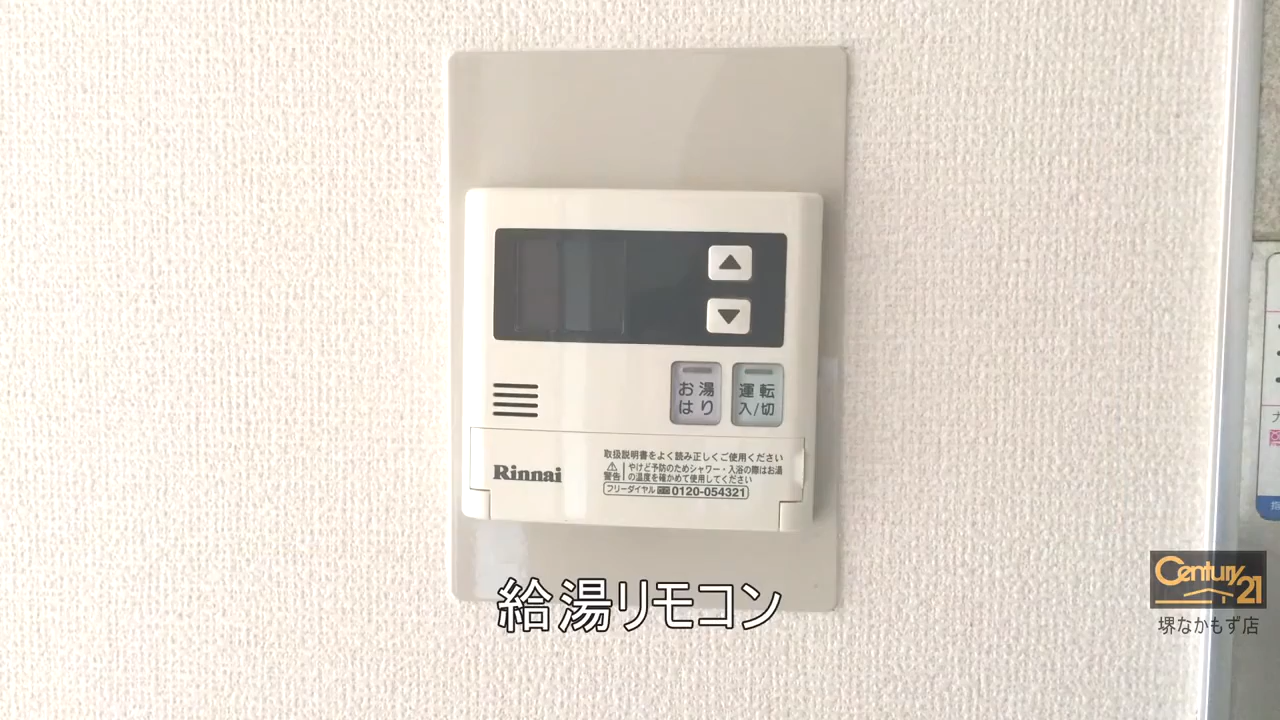 お湯
はり
運転
入/切
Rinnai
取扱説明書をよく読み正しくご使用ください
警告
やけど予防のためシャワー・入浴の際はお湯
の温度を確かめて使用してください
フリーダイヤル 0120-054321
給湯リモコン
Century 21
堺なかもず店